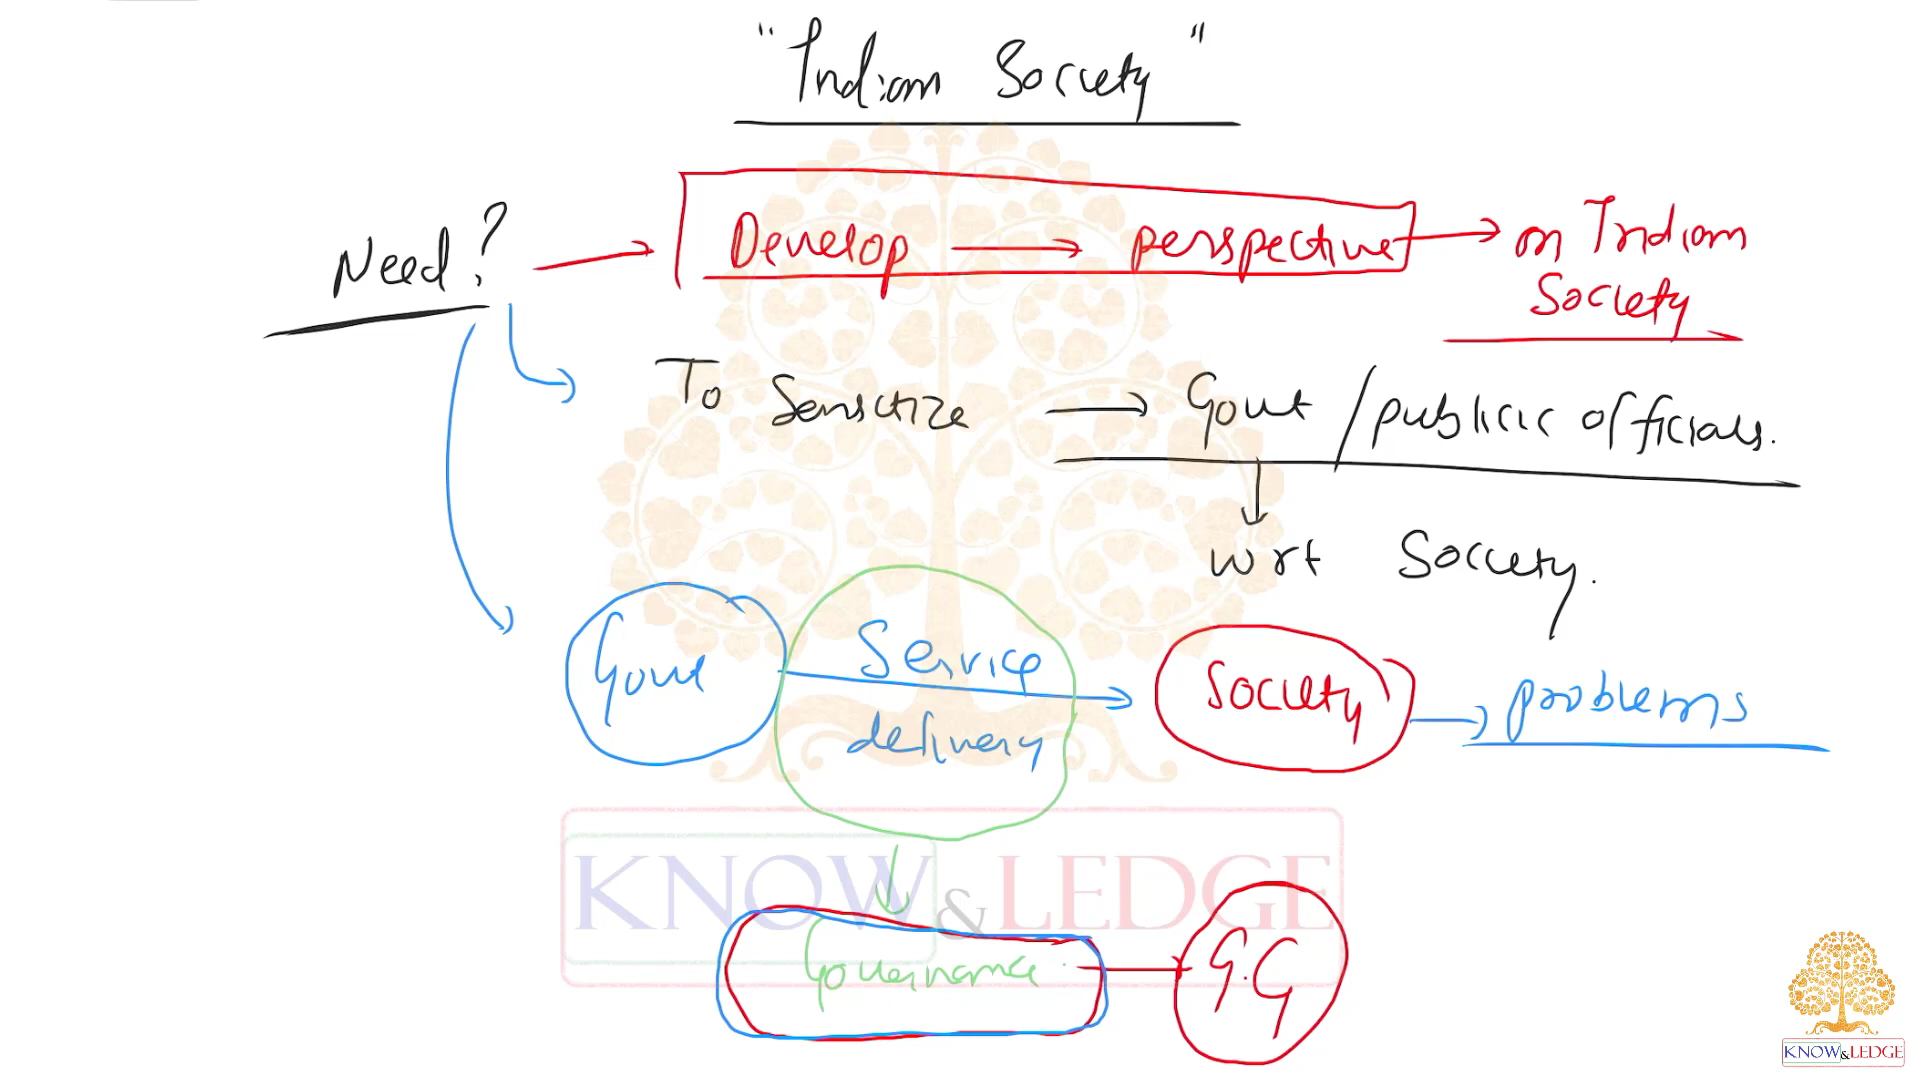 "Indian Society"
Need? → Develop → perspective → on Indian
Society
To Sensitize → Govt / public officials.
wrt Society.
Govt Service delivery → Society → problems
Governance. → G.G
KNOW&LEDGE
KNOW&LEDGE